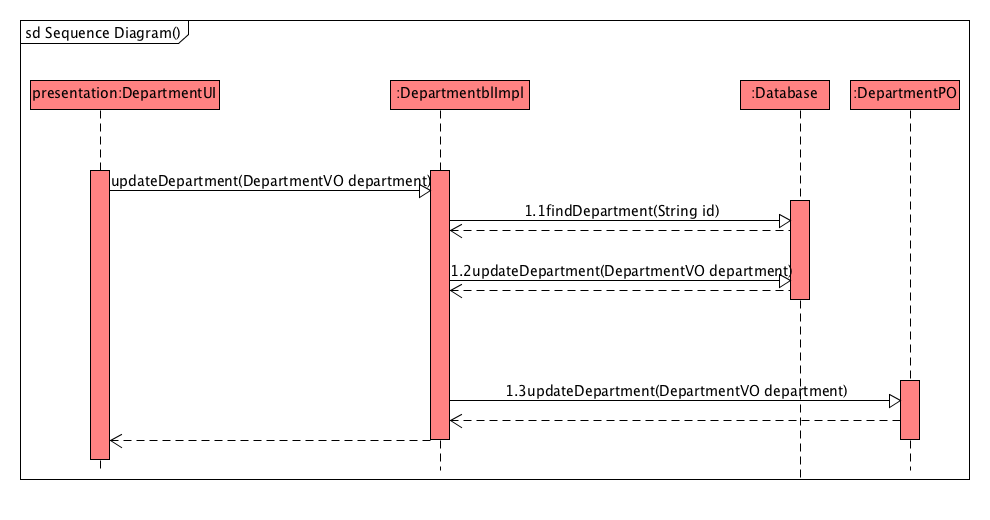 sd Sequence Diagram()
presentation:DepartmentUI
:DepartmentblImpl
:Database
:DepartmentPO
updateDepartment(DepartmentVO department)
1.1findDepartment(String id)
1.2updateDepartment(DepartmentVO department)
1.3updateDepartment(DepartmentVO department)